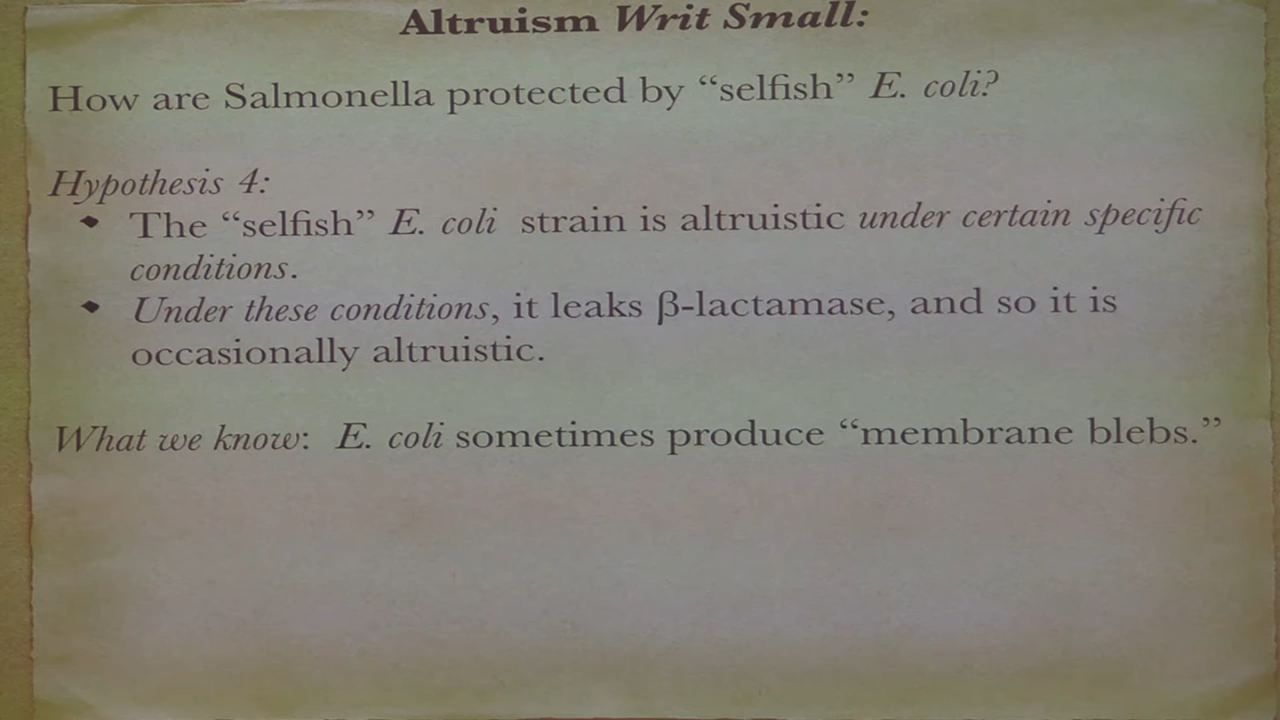 Altruism Writ Small:
How are Salmonella protected by “selfish” E. coli?
Hypothesis 4:
• The “selfish” E. coli strain is altruistic under certain specific
conditions.
• Under these conditions, it leaks β-lactamase, and so it is
occasionally altruistic.
What we know: E. coli sometimes produce “membrane blebs.”